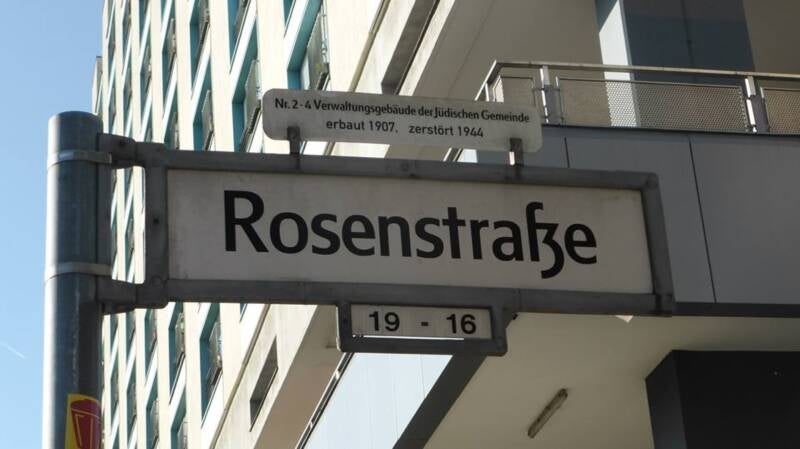 Nr. 2-4 Verwaltungsgebäude der Jüdischen Gemeinde
erbaut 1907, zerstört 1944
Rosenstraße
19 - 16